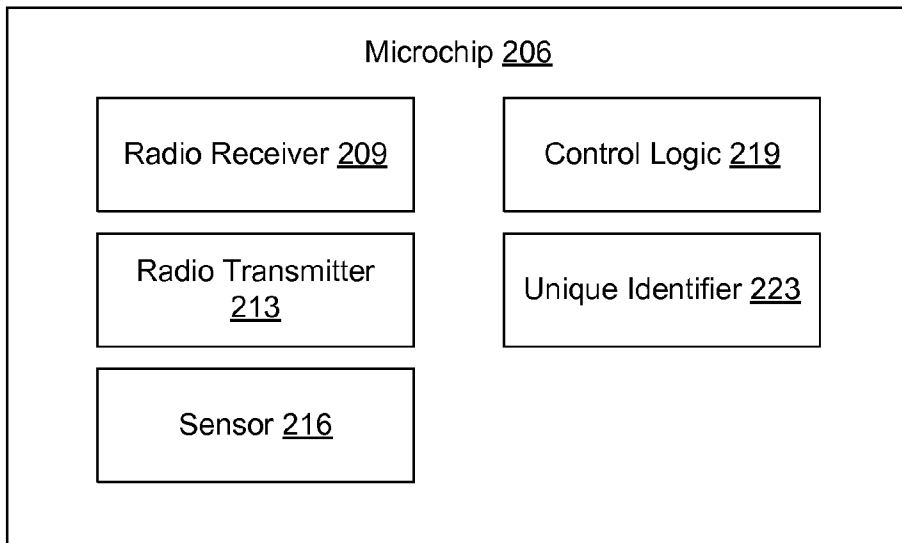 Microchip 206
Radio Receiver 209
Control Logic 219
Radio Transmitter
213
Unique Identifier 223
Sensor 216